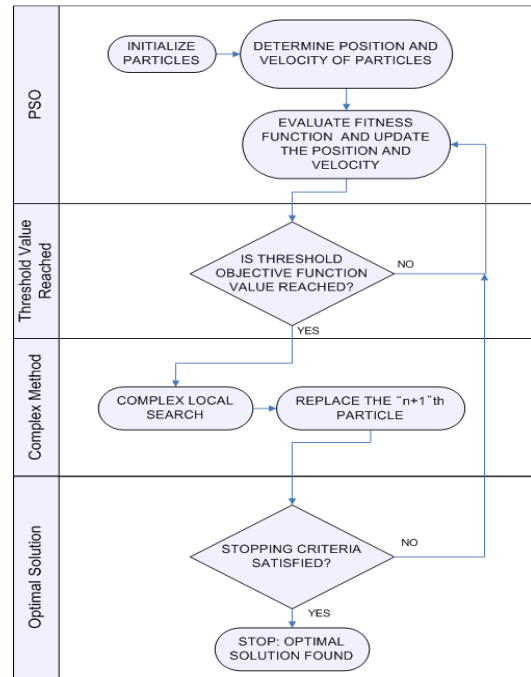 PSO
INITIALIZE
PARTICLES
DETERMINE POSITION AND
VELOCITY OF PARTICLES
EVALUATE FITNESS
FUNCTION AND UPDATE
THE POSITION AND
VELOCITY
Threshold Value
Reached
IS THRESHOLD
OBJECTIVE FUNCTION
VALUE REACHED?
NO
YES
Complex Method
COMPLEX LOCAL
SEARCH
REPLACE THE “n+1”th
PARTICLE
Optimal Solution
STOPPING CRITERIA
SATISFIED?
NO
YES
STOP: OPTIMAL
SOLUTION FOUND